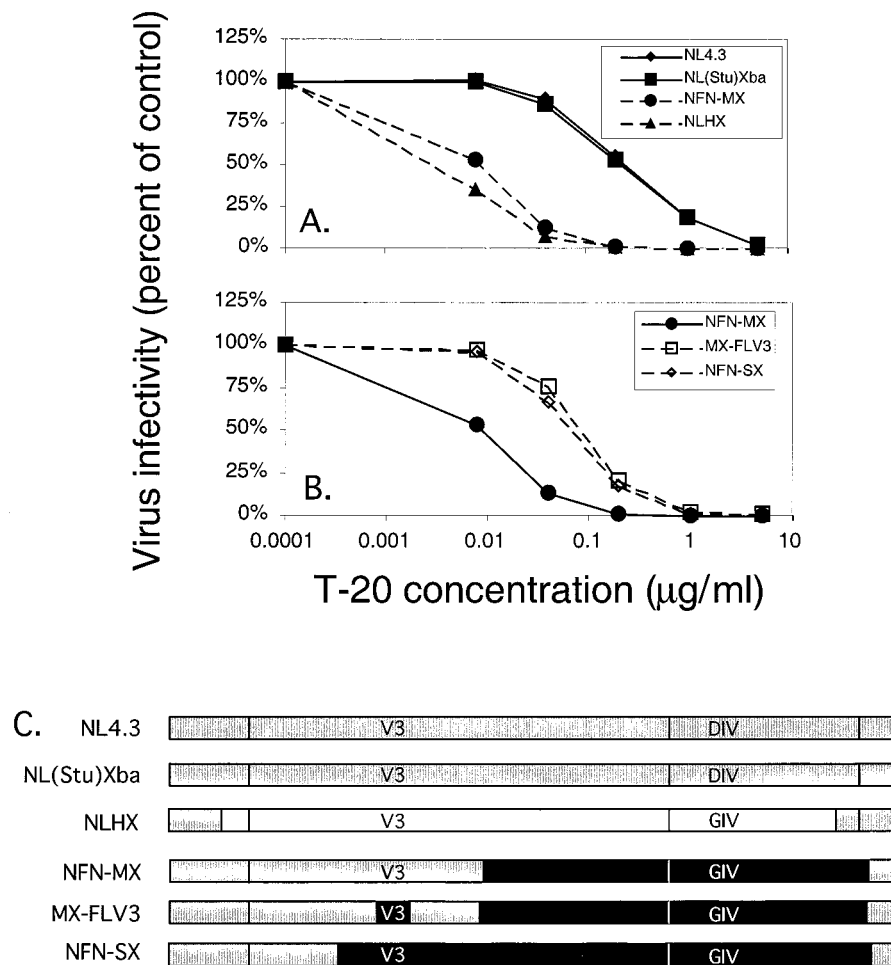 Virus infectivity (percent of control)
125%
100%
75%
50%
25%
0%
A.
NL4.3
NL(Stu)Xba
NFN-MX
NLHX
125%
100%
75%
50%
25%
0%
B.
NFN-MX
MX-FLV3
NFN-SX
0.0001 0.001 0.01 0.1 1 10
T-20 concentration (μg/ml)
C.
NL4.3 V3 DIV
NL(Stu)Xba V3 DIV
NLHX V3 GIV
NFN-MX V3 GIV
MX-FLV3 V3 GIV
NFN-SX V3 GIV